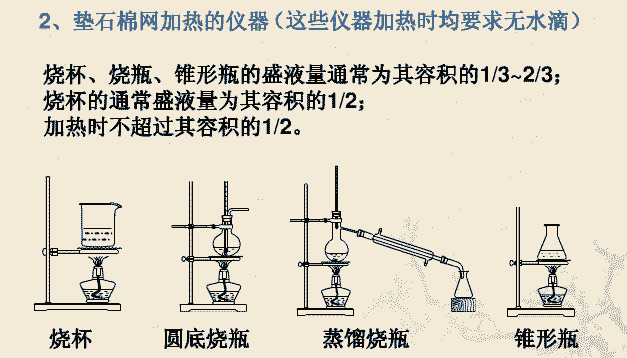 2、垫石棉网加热的仪器（这些仪器加热时均要求无水滴）
烧杯、烧瓶、锥形瓶的盛液量通常为其容积的1/3~2/3；
烧杯的通常盛液量为其容积的1/2；
加热时不超过其容积的1/2。
烧杯 圆底烧瓶 蒸馏烧瓶 锥形瓶